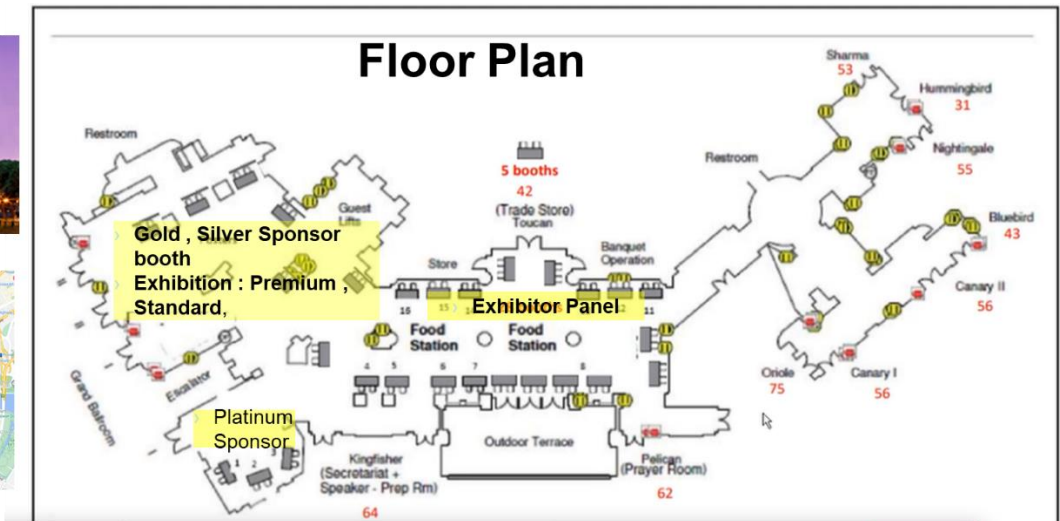 Floor Plan
Sharma
53
Hummingbird
31
Restroom
Nightingale
55
5 booths
42
(Trade Store)
Toucan
Restroom
Guest
Lifts
Bluebird
43
Gold , Silver Sponsor
booth
Exhibition : Premium ,
Standard,
Store
Banquet
Operation
Canary II
56
16
15
14
Exhibitor Panel
12
11
Food
Station
Food
Station
4
5
6
7
8
Oriole
75
Canary I
56
Grand Ballroom
Escalator
Platinum
Sponsor
1
2
3
Outdoor Terrace
Kingfisher
(Secretariat +
Speaker - Prep Rm)
64
Pelican
(Prayer Room)
62